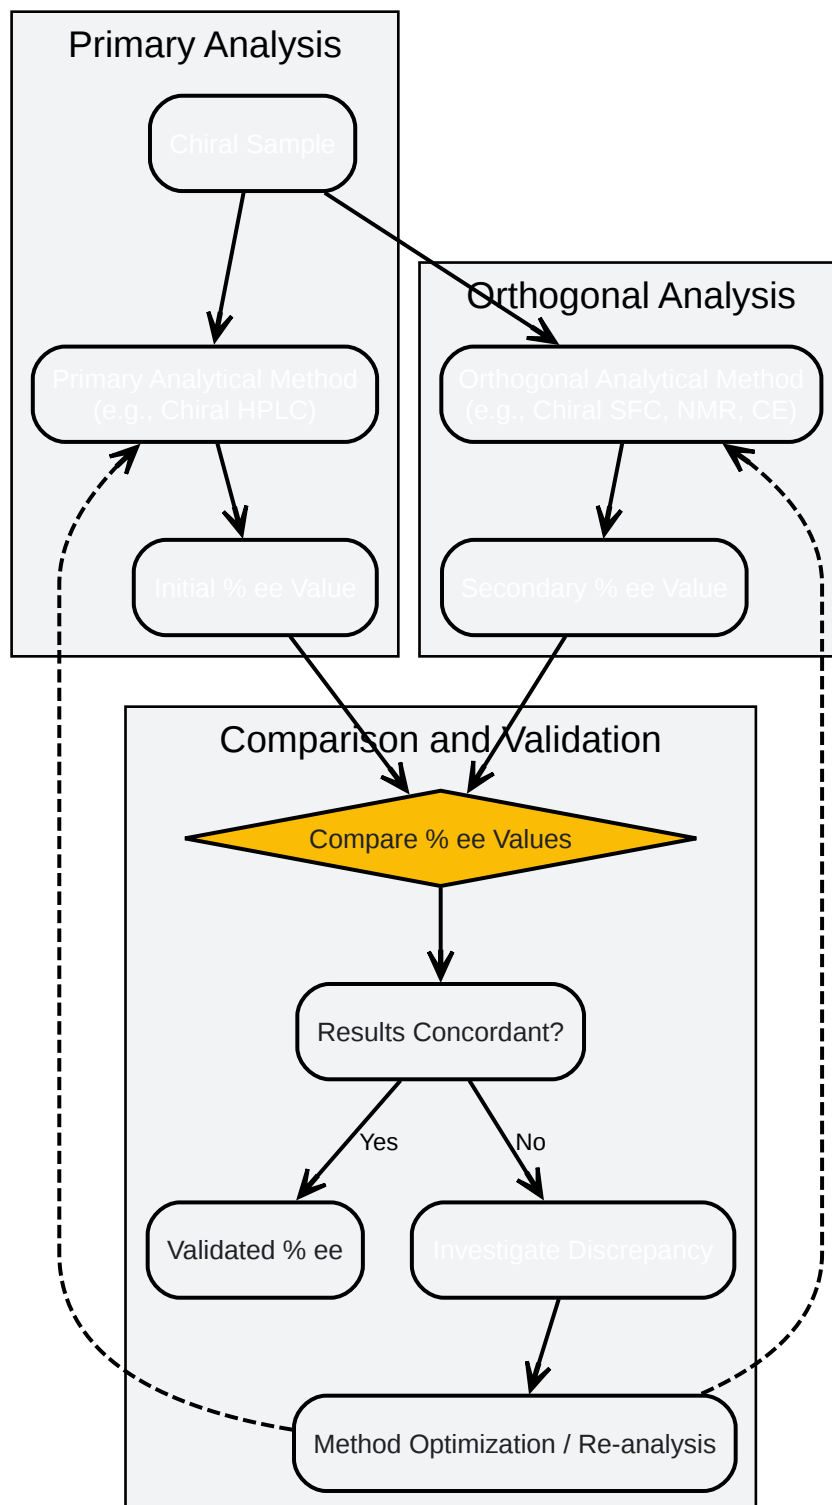 Primary Analysis
Chiral Sample
Orthogonal Analysis
Primary Analytical Method
(e.g., Chiral HPLC)
Orthogonal Analytical Method
(e.g., Chiral SFC, NMR, CE)
Initial % ee Value
Secondary % ee Value
Comparison and Validation
Compare % ee Values
Results Concordant?
Yes
No
Validated % ee
Investigate Discrepancy
Method Optimization / Re-analysis